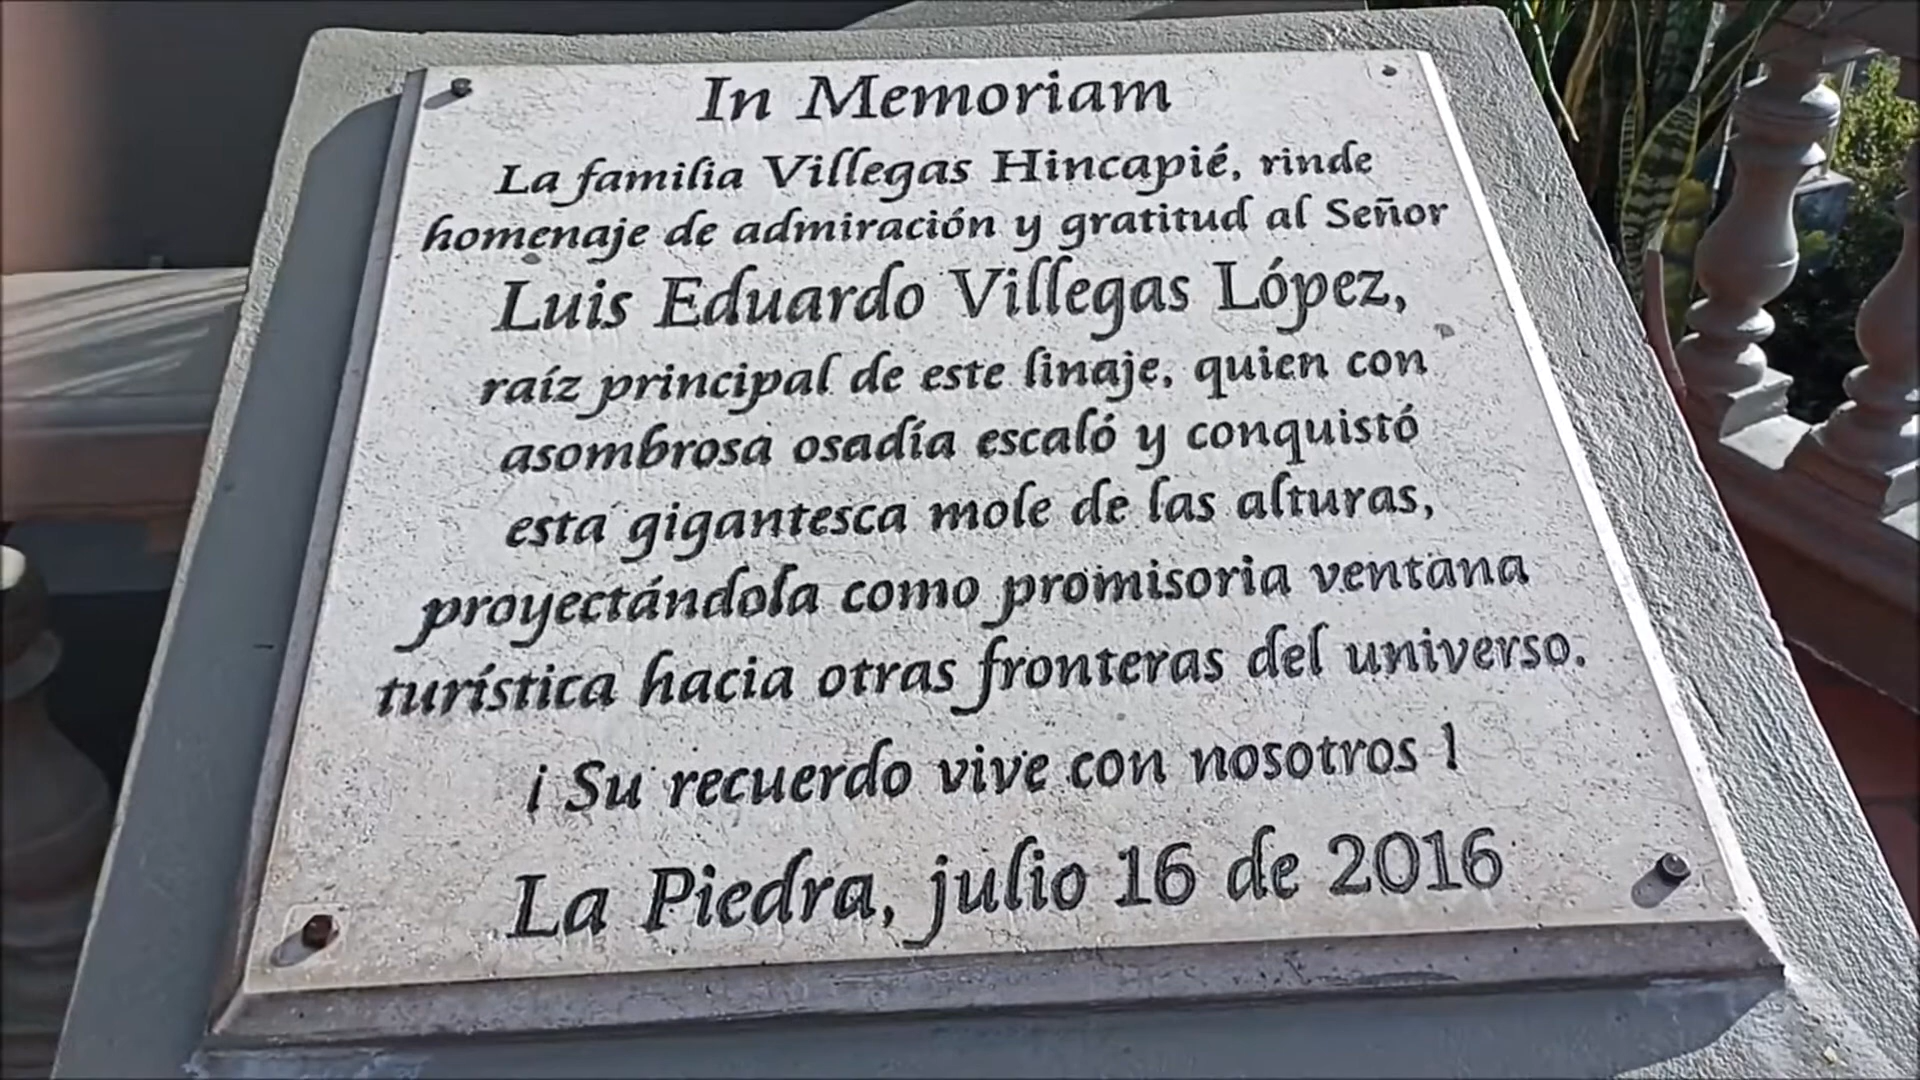 In Memoriam
La familia Villegas Hincapié, rinde
homenaje de admiración y gratitud al Señor
Luis Eduardo Villegas López,
raíz principal de este linaje, quien con
asombrosa osadía escaló y conquistó
esta gigantesca mole de las alturas,
proyectándola como promisoria ventana
turística hacia otras fronteras del universo.
¡ Su recuerdo vive con nosotros !
La Piedra, julio 16 de 2016